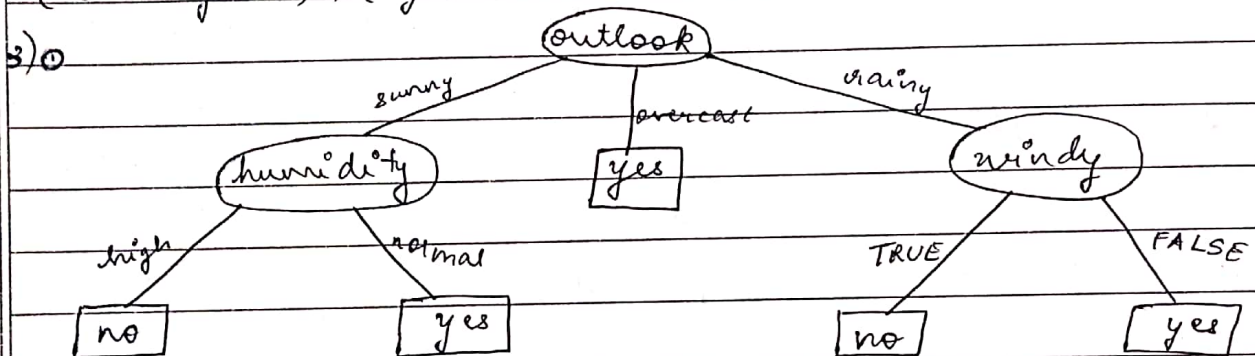 3) ①
outlook
sunny
overcast
rainy
humidity
yes
windy
high
normal
TRUE
FALSE
no
yes
no
yes